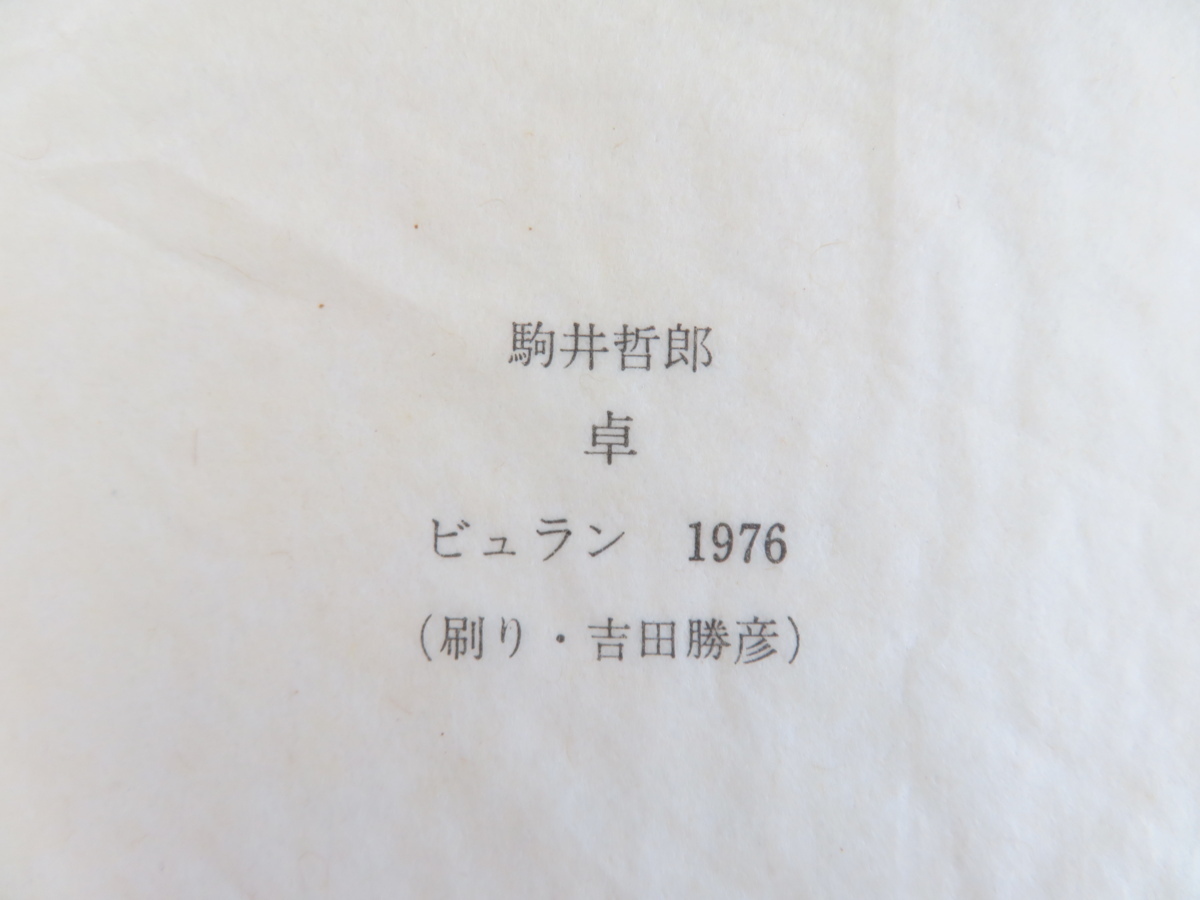 駒井哲郎
卓
ビュラン　1976
（刷り・吉田勝彦）